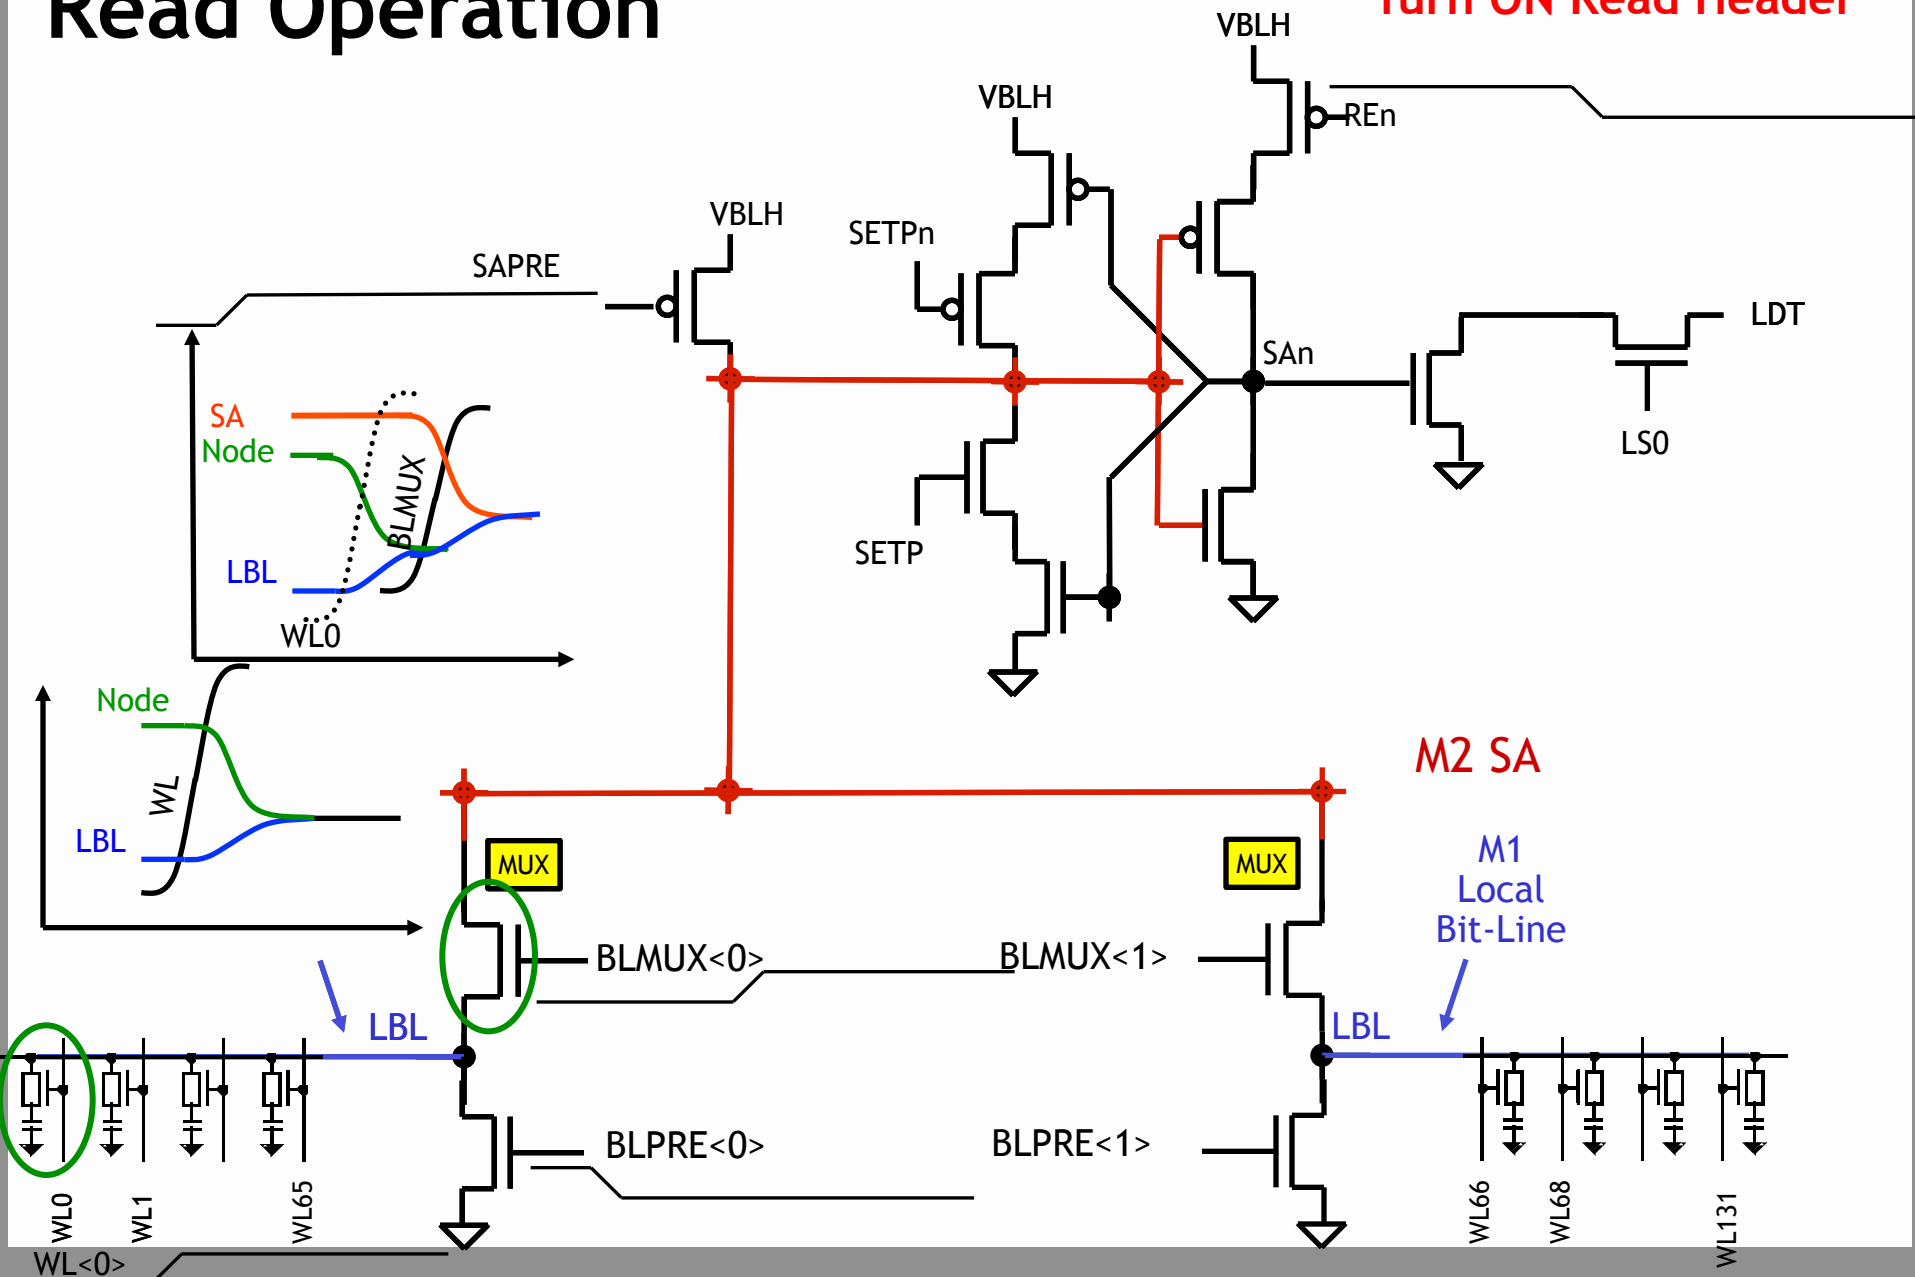 Read Operation
Turn ON Read Header
VBLH
VBLH
REn
VBLH
SETPn
SAPRE
LDT
SAn
SA
Node
BLMUX
LS0
SETP
LBL
WL0
Node
M2 SA
WL
LBL
MUX
MUX
M1
Local
Bit-Line
BLMUX<0>
BLMUX<1>
LBL
LBL
BLPRE<0>
BLPRE<1>
WL0
WL1
WL65
WL66
WL68
WL131
WL<0>